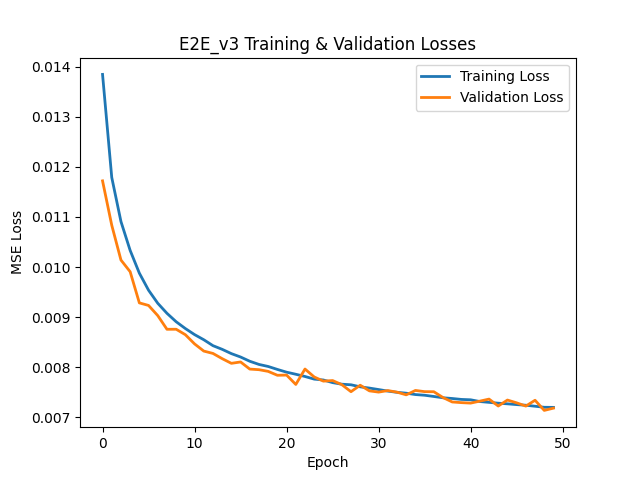 E2E_v3 Training & Validation Losses
Training Loss
Validation Loss
MSE Loss
0.014
0.013
0.012
0.011
0.010
0.009
0.008
0.007
0
10
20
30
40
50
Epoch